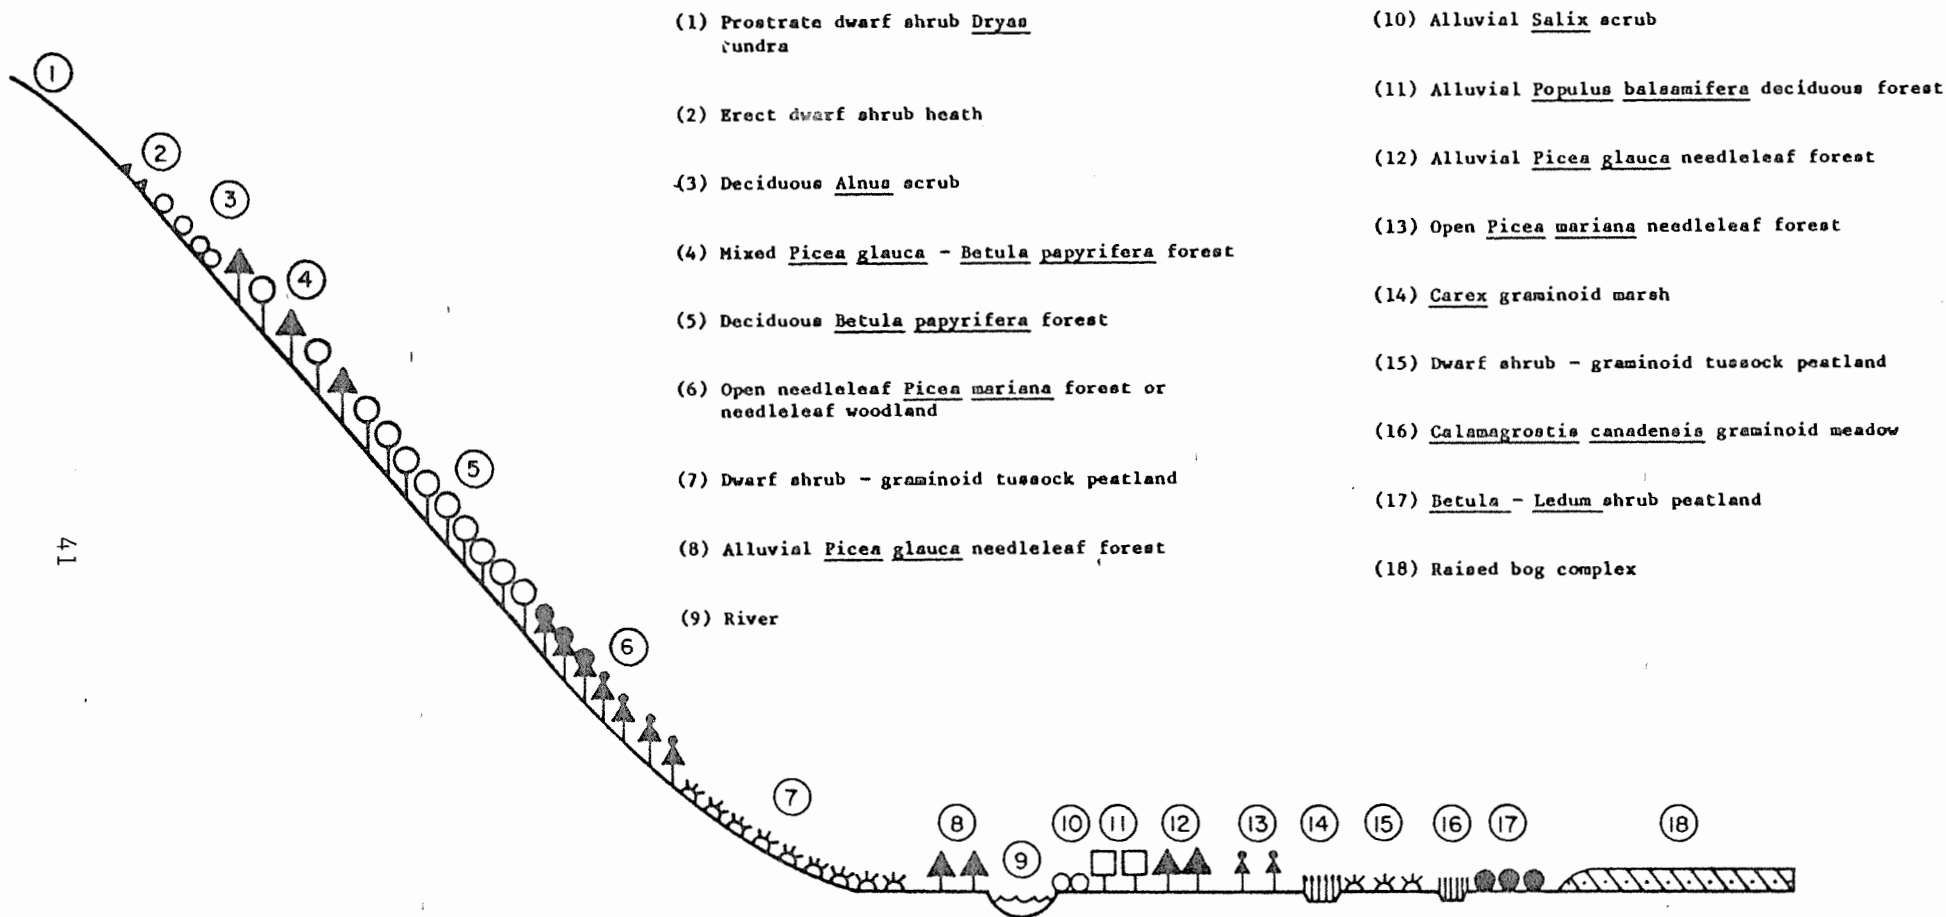 (1) Prostrate dwarf shrub Dryas
tundra
(2) Erect dwarf shrub heath
(3) Deciduous Alnus scrub
(4) Mixed Picea glauca - Betula papyrifera forest
(5) Deciduous Betula papyrifera forest
(6) Open needleleaf Picea mariana forest or
needleleaf woodland
(7) Dwarf shrub - graminoid tussock peatland
(8) Alluvial Picea glauca needleleaf forest
(9) River
(10) Alluvial Salix scrub
(11) Alluvial Populus balsamifera deciduous forest
(12) Alluvial Picea glauca needleleaf forest
(13) Open Picea mariana needleleaf forest
(14) Carex graminoid marsh
(15) Dwarf shrub - graminoid tussock peatland
(16) Calamagrostis canadensis graminoid meadow
(17) Betula - Ledum shrub peatland
(18) Raised bog complex
1
2
3
4
5
6
7
8
9
10
11
12
13
14
15
16
17
18
41